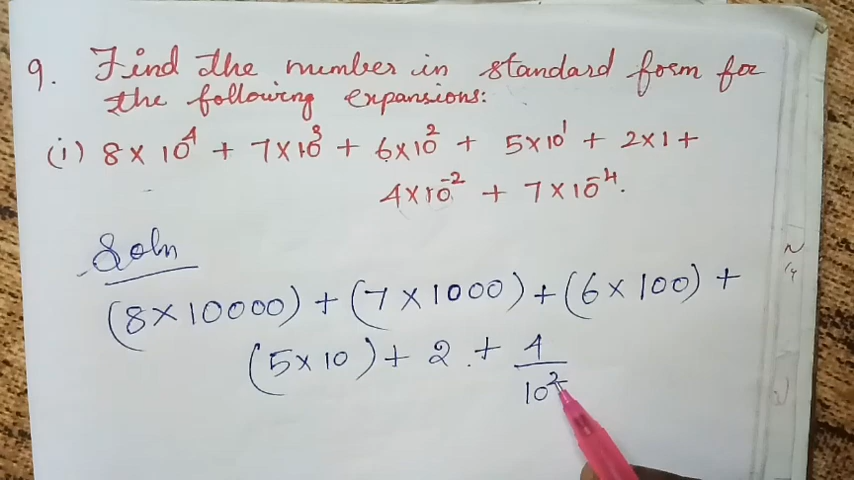 9. Find the number in standard form for
the following expansions:
(i) 8 × 10⁴ + 7×10³ + 6×10² + 5×10¹ + 2×1 +
4×10⁻² + 7×10⁻⁴.
Soln
(8×10000) + (7×1000) + (6×100) +
(5×10) + 2 + 4/10²